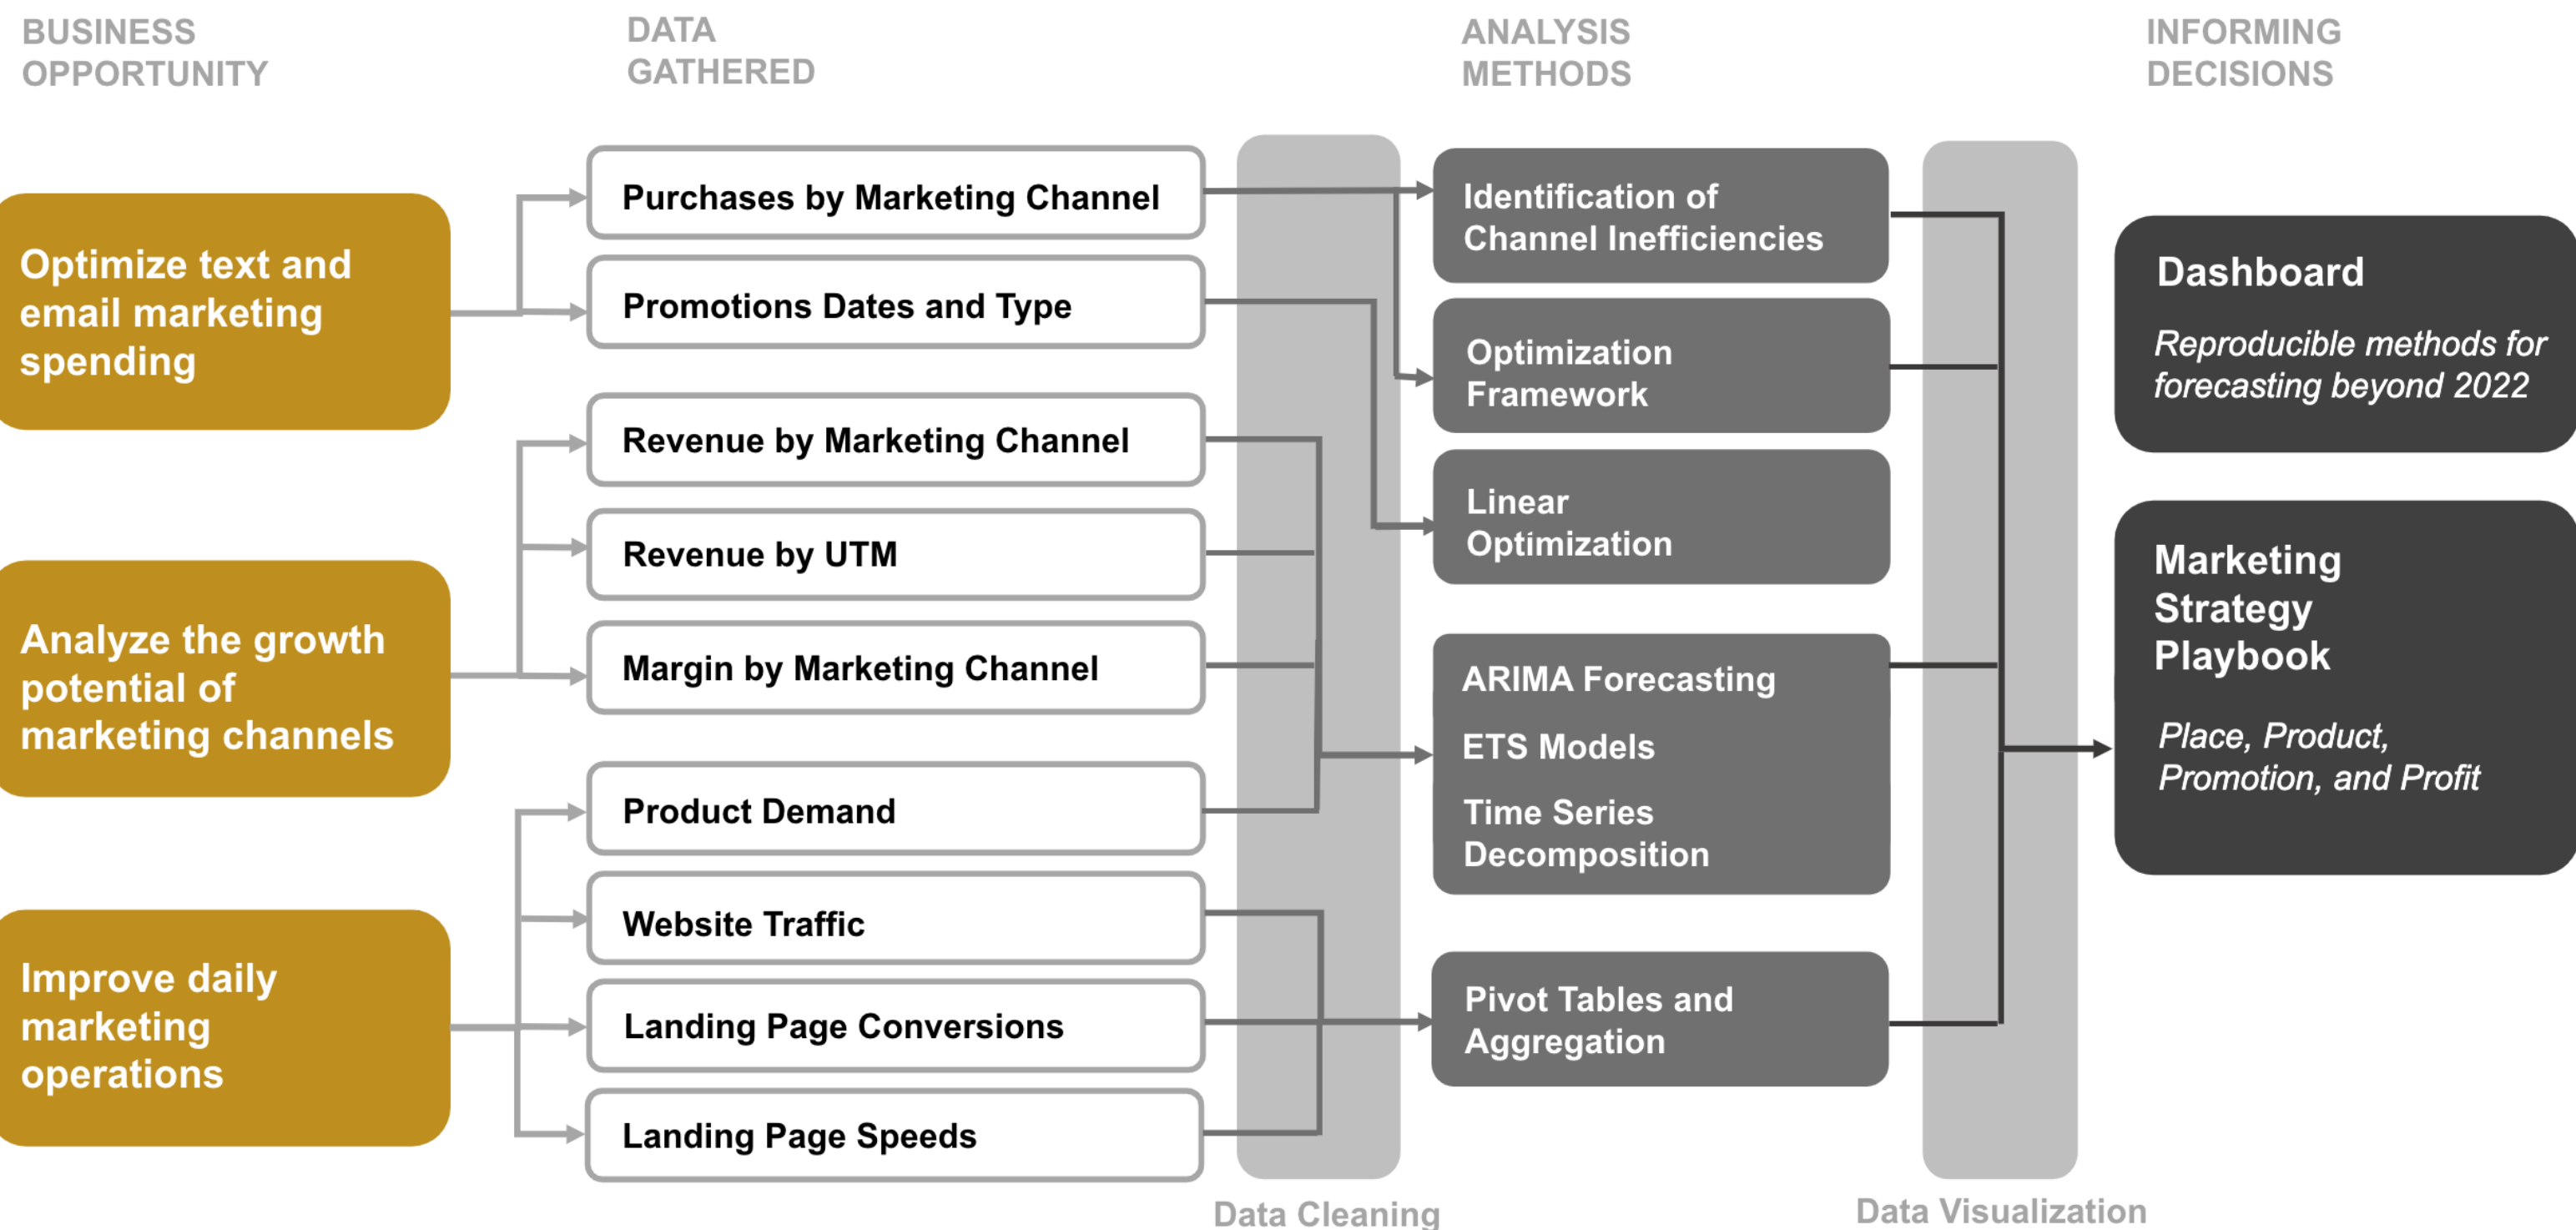 BUSINESS
OPPORTUNITY
DATA
GATHERED
ANALYSIS
METHODS
INFORMING
DECISIONS
Optimize text and
email marketing
spending
Analyze the growth
potential of
marketing channels
Improve daily
marketing
operations
Purchases by Marketing Channel
Promotions Dates and Type
Revenue by Marketing Channel
Revenue by UTM
Margin by Marketing Channel
Product Demand
Website Traffic
Landing Page Conversions
Landing Page Speeds
Data Cleaning
Identification of
Channel Inefficiencies
Optimization
Framework
Linear
Optimization
ARIMA Forecasting
ETS Models
Time Series
Decomposition
Pivot Tables and
Aggregation
Data Visualization
Dashboard
Reproducible methods for
forecasting beyond 2022
Marketing
Strategy
Playbook
Place, Product,
Promotion, and Profit